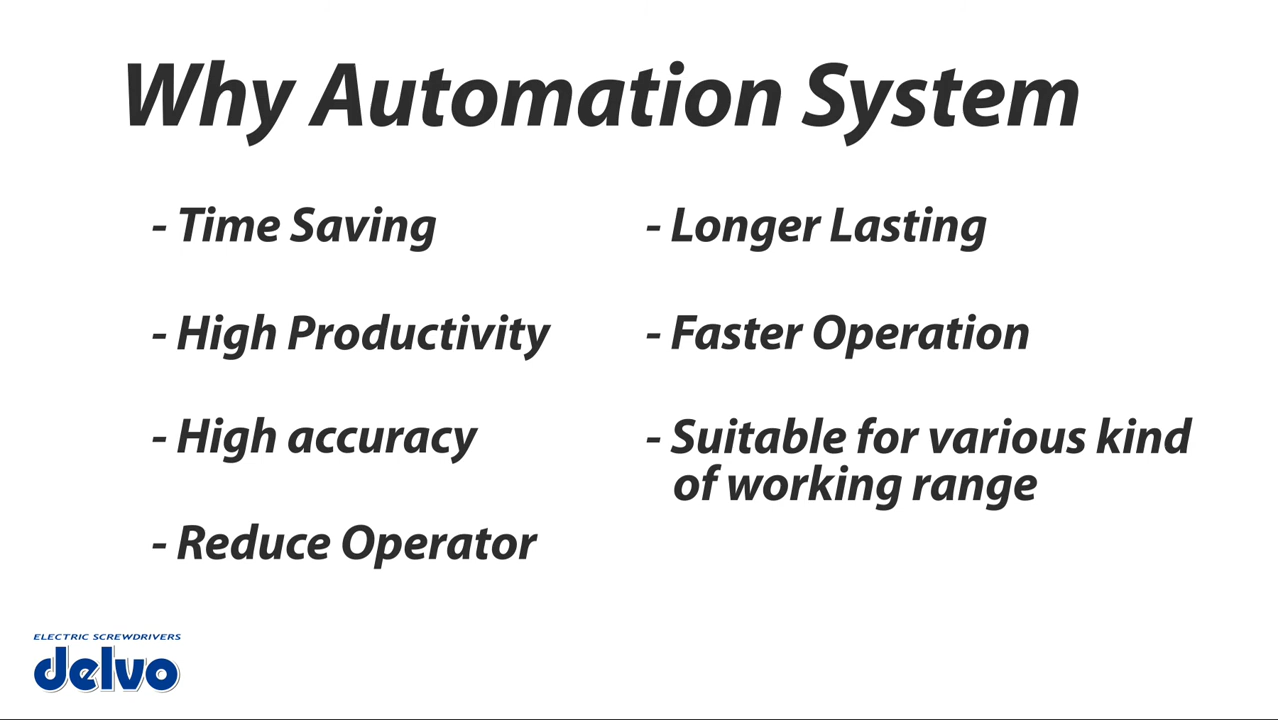 Why Automation System
- Time Saving
- High Productivity
- High accuracy
- Reduce Operator
- Longer Lasting
- Faster Operation
- Suitable for various kind
of working range
ELECTRIC SCREWDRIVERS
delvo